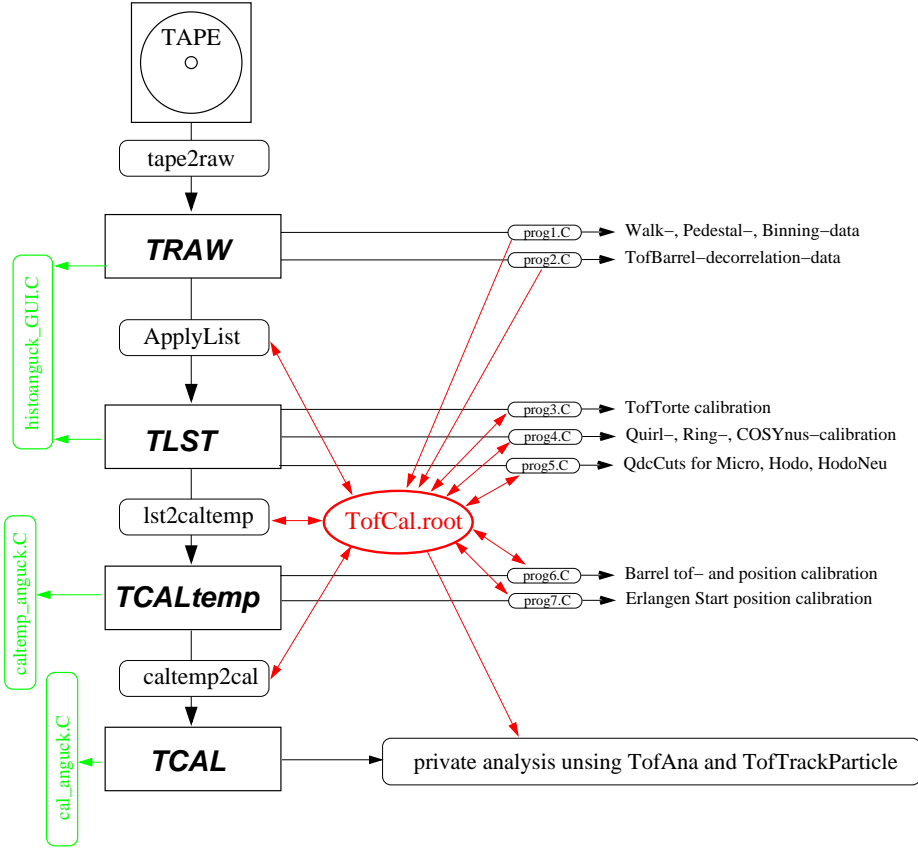 TAPE
tape2raw
TRAW
prog1.C
Walk−, Pedestal−, Binning−data
prog2.C
TofBarrel−decorrelation−data
histoanguck_GUI.C
ApplyList
TLST
prog3.C
TofTorte calibration
prog4.C
Quirl−, Ring−, COSYnus−calibration
prog5.C
QdcCuts for Micro, Hodo, HodoNeu
lst2caltemp
TofCal.root
caltemp_anguck.C
TCALtemp
prog6.C
Barrel tof− and position calibration
prog7.C
Erlangen Start position calibration
caltemp2cal
cal_anguck.C
TCAL
private analysis unsing TofAna and TofTrackParticle